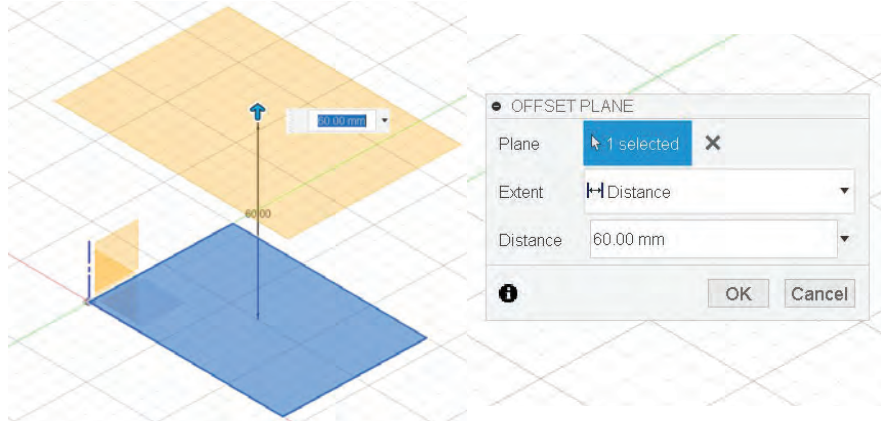 60.00 mm
60.00
OFFSET PLANE
Plane
1 selected
Extent
Distance
Distance
60.00 mm
OK
Cancel